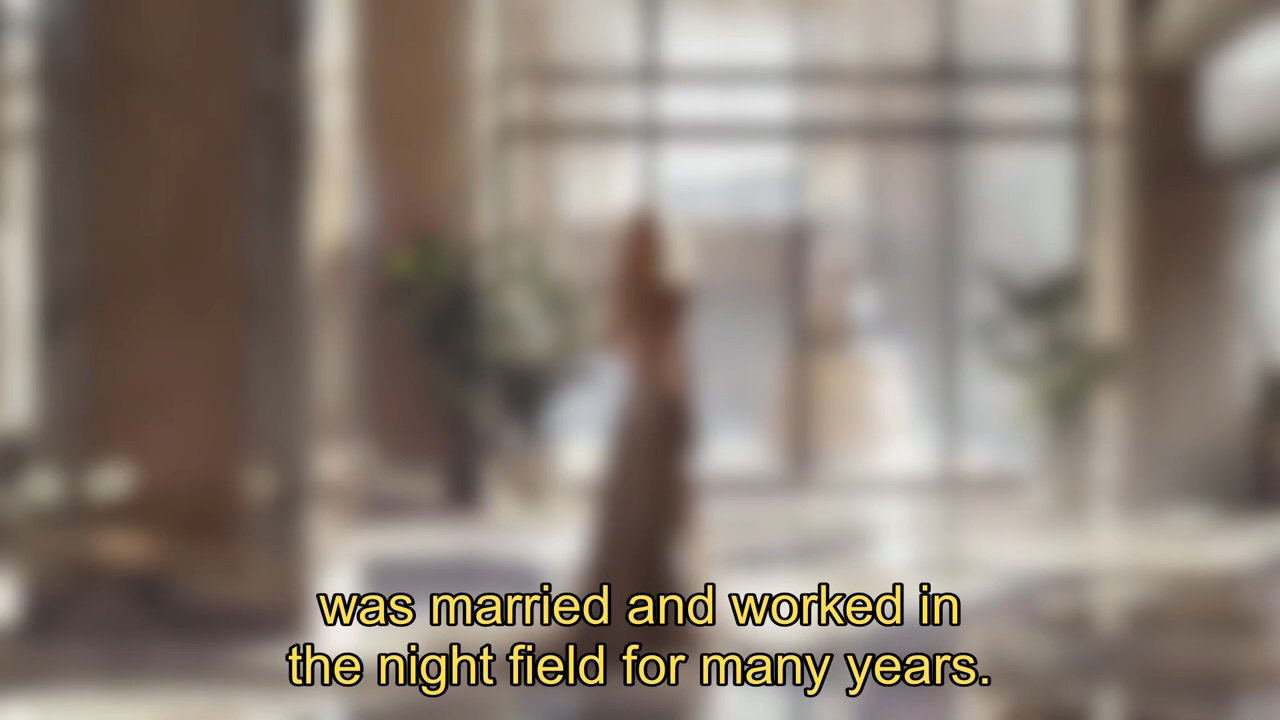 was married and worked in
the night field for many years.